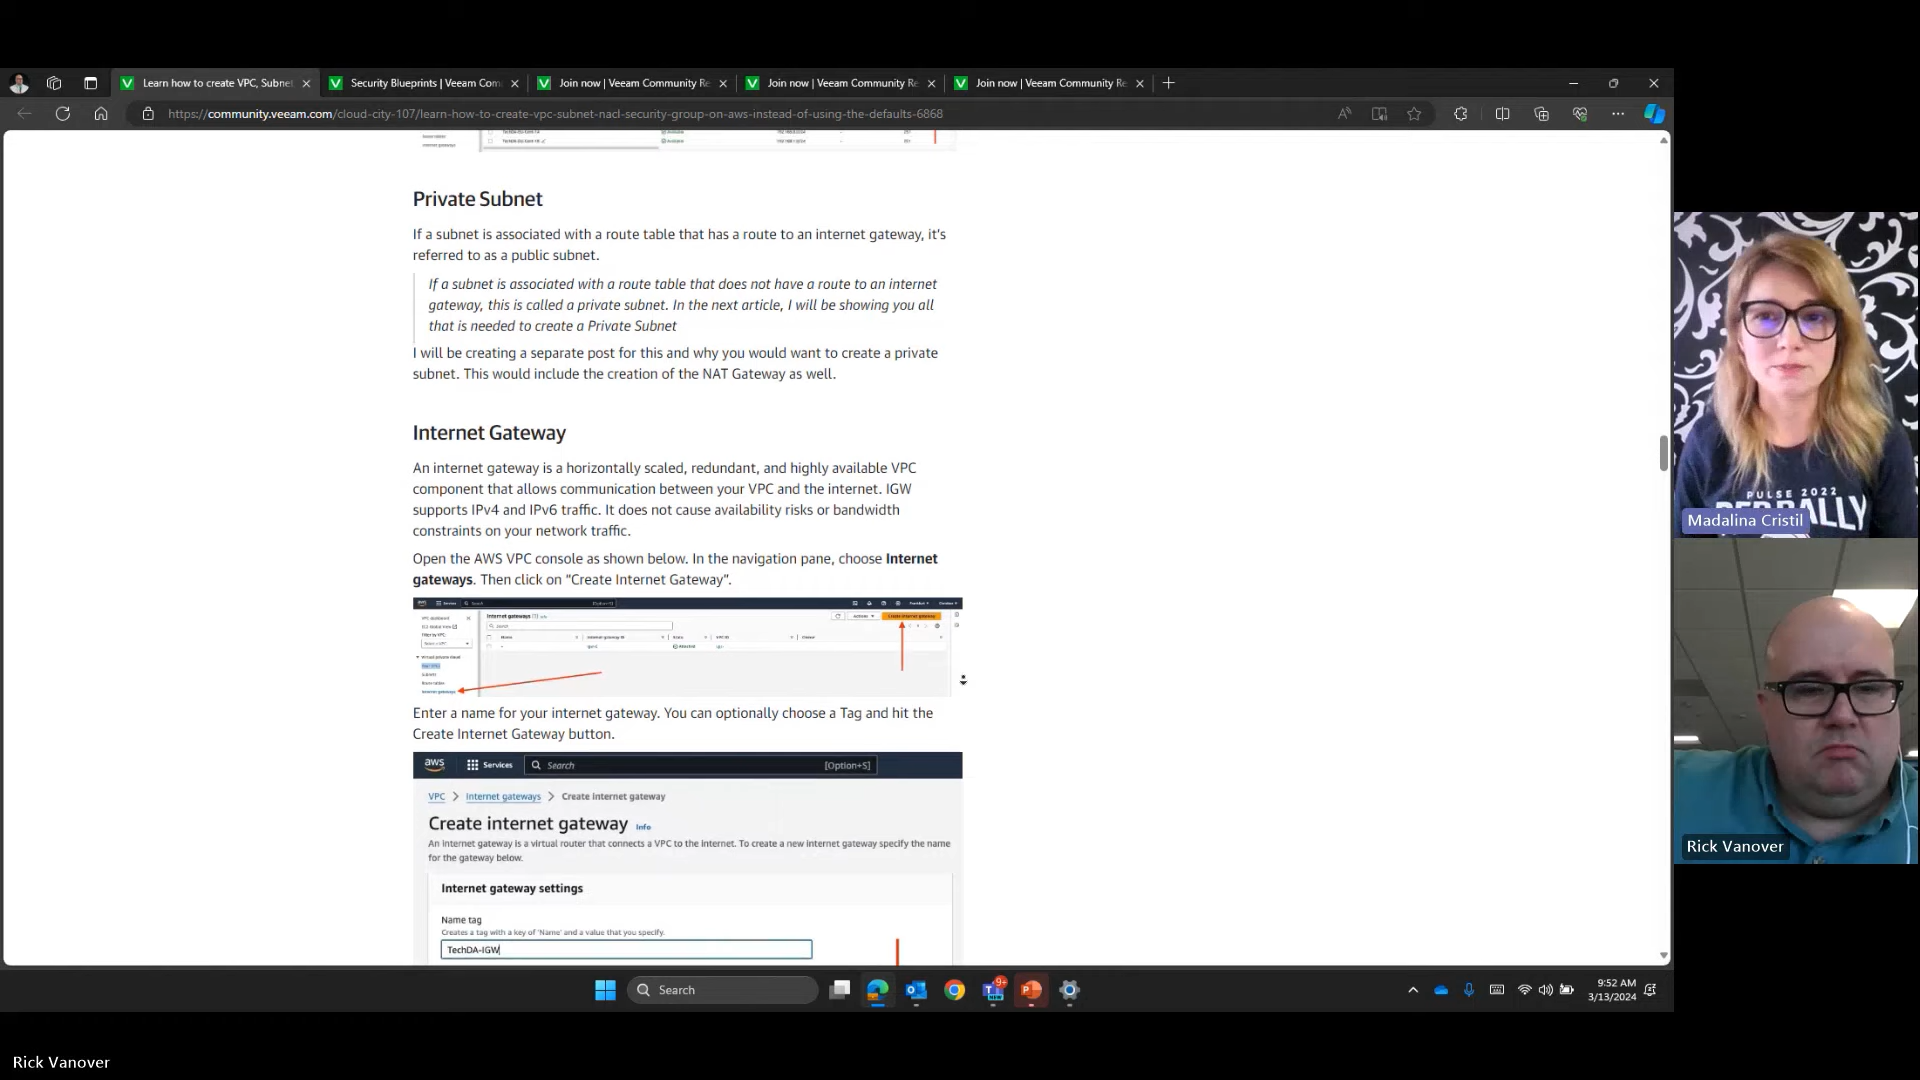 Learn how to create VPC, Subnet
Security Blueprints | Veeam Com
Join now | Veeam Community Re
Join now | Veeam Community Re
Join now | Veeam Community Re
https://community.veeam.com/cloud-city-107/learn-how-to-create-vpc-subnet-nacl-security-group-on-aws-instead-of-using-the-defaults-6868
Private Subnet
If a subnet is associated with a route table that has a route to an internet gateway, it's
referred to as a public subnet.
If a subnet is associated with a route table that does not have a route to an internet
gateway, this is called a private subnet. In the next article, I will be showing you all
that is needed to create a Private Subnet
I will be creating a separate post for this and why you would want to create a private
subnet. This would include the creation of the NAT Gateway as well.
Internet Gateway
An internet gateway is a horizontally scaled, redundant, and highly available VPC
component that allows communication between your VPC and the internet. IGW
supports IPv4 and IPv6 traffic. It does not cause availability risks or bandwidth
constraints on your network traffic.
Open the AWS VPC console as shown below. In the navigation pane, choose Internet
gateways. Then click on "Create Internet Gateway".
Internet gateways
Create internet gateway
Enter a name for your internet gateway. You can optionally choose a Tag and hit the
Create Internet Gateway button.
aws Services Search [Option+S]
VPC > Internet gateways > Create internet gateway
Create internet gateway Info
An internet gateway is a virtual router that connects a VPC to the internet. To create a new internet gateway specify the name
for the gateway below.
Internet gateway settings
Name tag
Creates a tag with a key of 'Name' and a value that you specify.
TechDA-IGW
PULSE 2022
Madalina Cristil
Rick Vanover
Search
9+
NEW
9:52 AM
3/13/2024
Rick Vanover